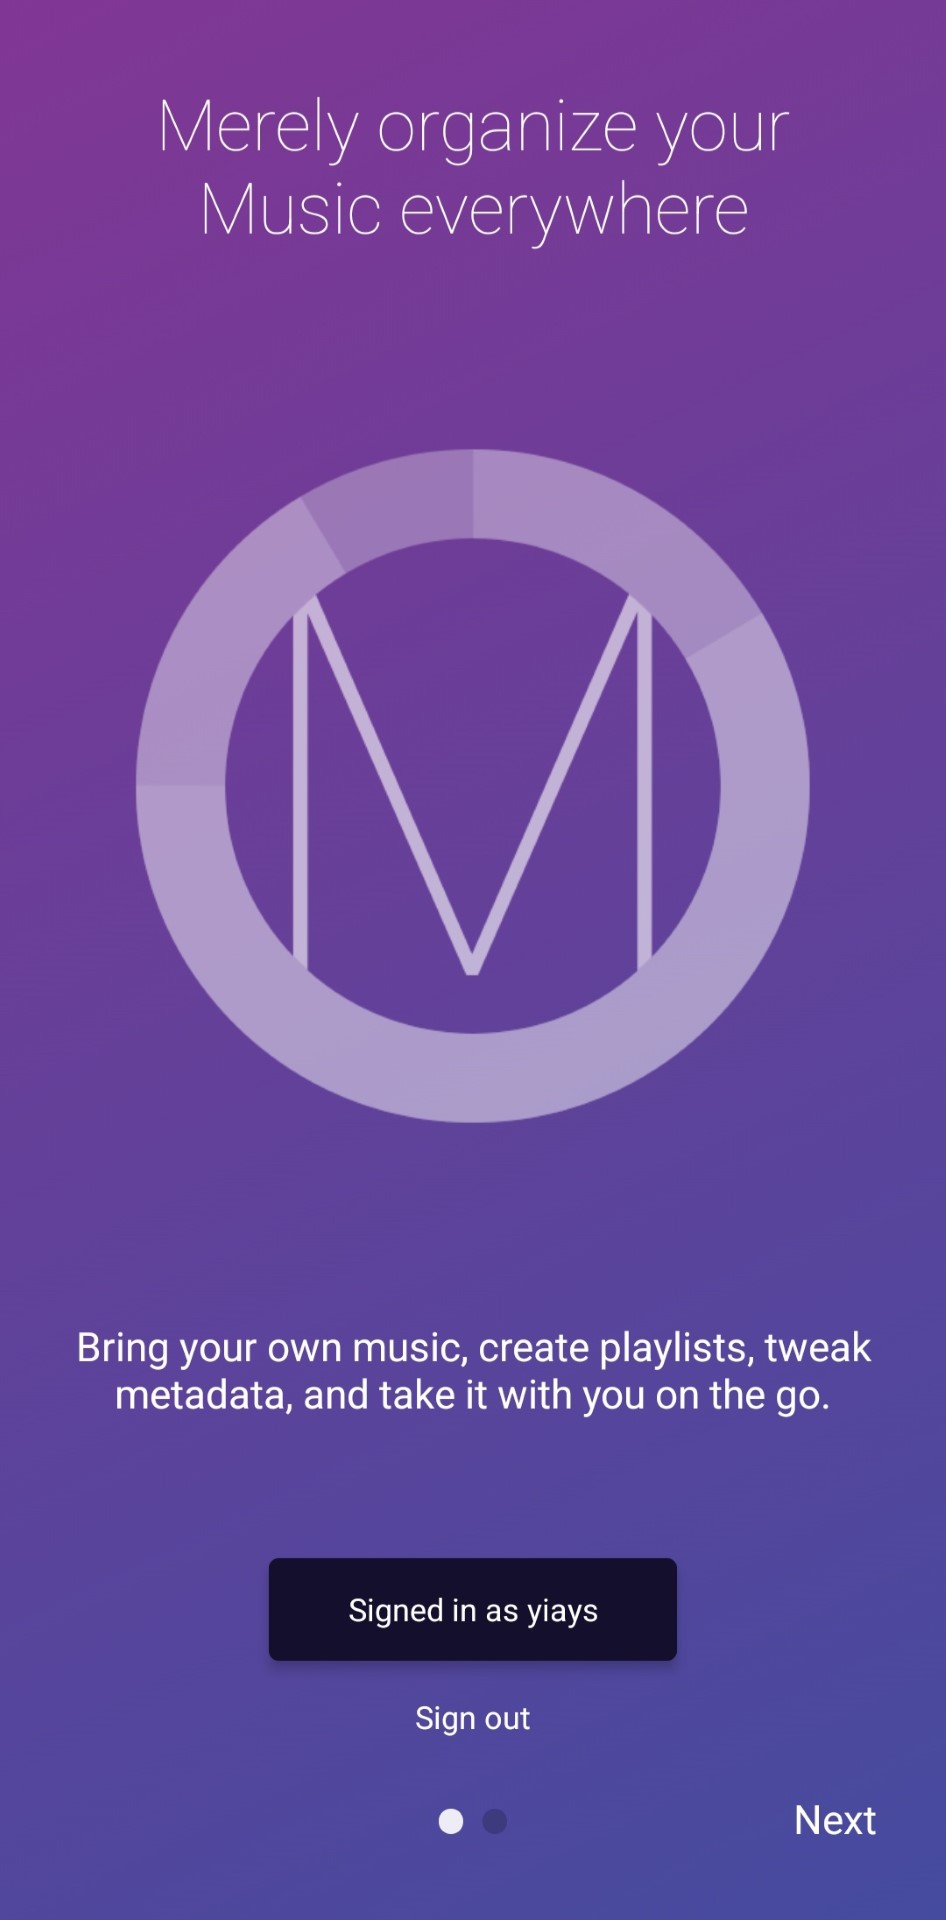 Merely organize your
Music everywhere
M
Bring your own music, create playlists, tweak
metadata, and take it with you on the go.
Signed in as yiays
Sign out
Next